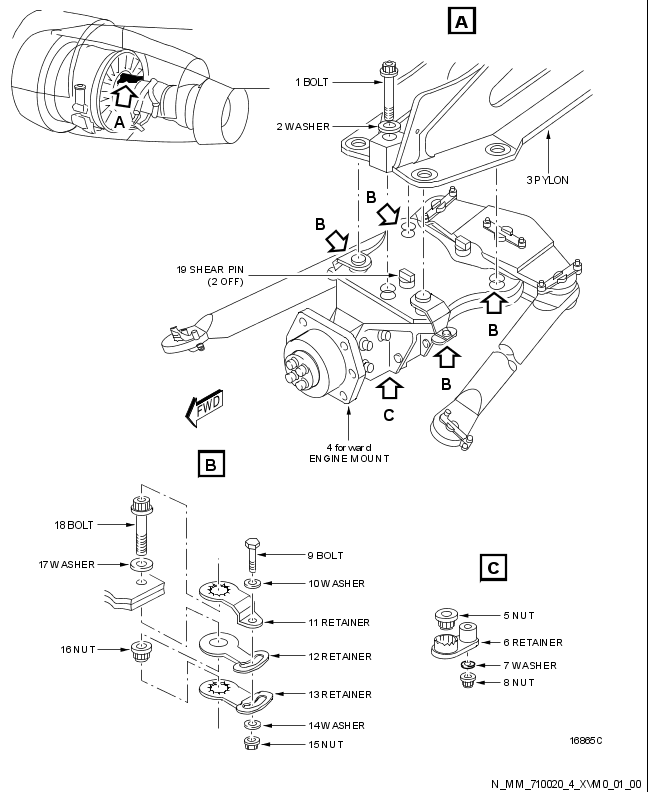 A
A
1 BOLT
2 WASHER
3 PYLON
B
B
19 SHEAR PIN
(2 OFF)
B
B
C
FWD
4 forward
ENGINE MOUNT
B
18 BOLT
17 WASHER
16 NUT
9 BOLT
10 WASHER
11 RETAINER
12 RETAINER
13 RETAINER
14 WASHER
15 NUT
C
5 NUT
6 RETAINER
7 WASHER
8 NUT
16865C
N_MM_710020_4_XVM0_01_00